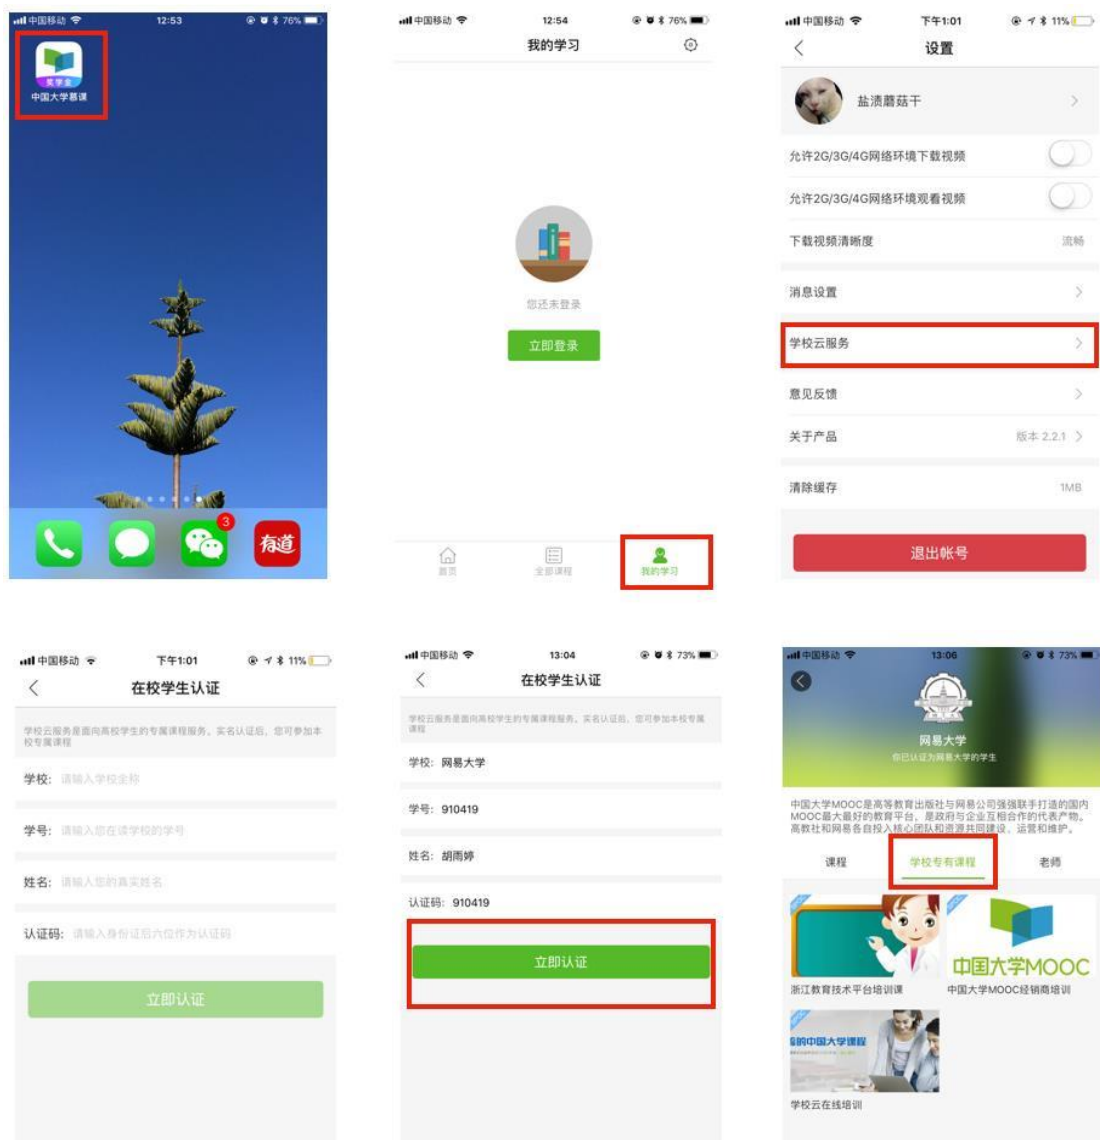 中国移动 12:53 76%
奖学金
中国大学慕课
3
有道
中国移动 12:54 76%
我的学习
您还未登录
立即登录
首页 全部课程 我的学习
中国移动 下午1:01 11%
设置
盐渍蘑菇干
允许2G/3G/4G网络环境下载视频
允许2G/3G/4G网络环境观看视频
下载视频清晰度 流畅
消息设置
学校云服务
意见反馈
关于产品 版本 2.2.1
清除缓存 1MB
退出帐号
中国移动 下午1:01 11%
在校学生认证
学校云服务是面向高校学生的专属课程服务。实名认证后，您可参加本
校专属课程
学校: 请输入学校全称
学号: 请输入您在读学校的学号
姓名: 请输入您的真实姓名
认证码: 请输入身份证后六位作为认证码
立即认证
中国移动 13:04 73%
在校学生认证
学校云服务是面向高校学生的专属课程服务。实名认证后，您可参加本校专属
课程
学校: 网易大学
学号: 910419
姓名: 胡雨婷
认证码: 910419
立即认证
中国移动 13:06 73%
网易大学
你已认证为网易大学的学生
中国大学MOOC是高等教育出版社与网易公司强强联手打造的国内
MOOC最大最好的教育平台，是政府与企业互相合作的代表产物。
高教社和网易各自投入核心团队和资源共同建设、运营和维护。
课程 学校专有课程 老师
中国大学MOOC
浙江教育技术平台培训课 中国大学MOOC经销商培训
的中国大学课程
学校云在线培训